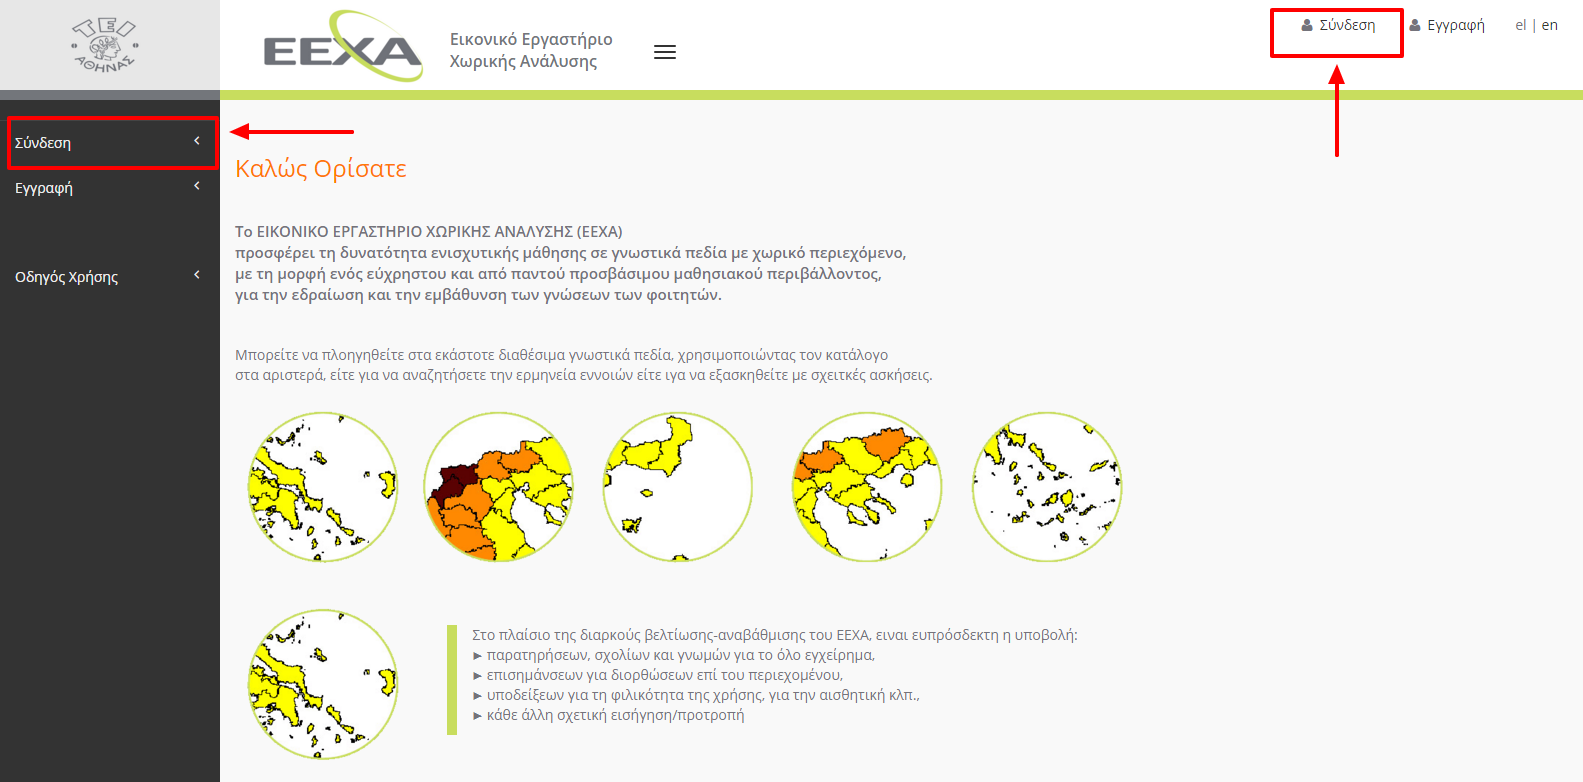 ΤΕΙ
ΑΘΗΝΑΣ
ΕΕΧΑ
Εικονικό Εργαστήριο
Χωρικής Ανάλυσης
Σύνδεση
Εγγραφή
el | en
Σύνδεση
Εγγραφή
Οδηγός Χρήσης
Καλώς Ορίσατε
Το ΕΙΚΟΝΙΚΟ ΕΡΓΑΣΤΗΡΙΟ ΧΩΡΙΚΗΣ ΑΝΑΛΥΣΗΣ (ΕΕΧΑ)
προσφέρει τη δυνατότητα ενισχυτικής μάθησης σε γνωστικά πεδία με χωρικό περιεχόμενο,
με τη μορφή ενός εύχρηστου και από παντού προσβάσιμου μαθησιακού περιβάλλοντος,
για την εδραίωση και την εμβάθυνση των γνώσεων των φοιτητών.
Μπορείτε να πλοηγηθείτε στα εκάστοτε διαθέσιμα γνωστικά πεδία, χρησιμοποιώντας τον κατάλογο
στα αριστερά, είτε για να αναζητήσετε την ερμηνεία εννοιών είτε ιγα να εξασκηθείτε με σχειτκές ασκήσεις.
Στο πλαίσιο της διαρκούς βελτίωσης-αναβάθμισης του ΕΕΧΑ, ειναι ευπρόσδεκτη η υποβολή:
► παρατηρήσεων, σχολίων και γνωμών για το όλο εγχείρημα,
► επισημάνσεων για διορθώσεων επί του περιεχομένου,
► υποδείξεων για τη φιλικότητα της χρήσης, για την αισθητική κλπ.,
► κάθε άλλη σχετική εισήγηση/προτροπή